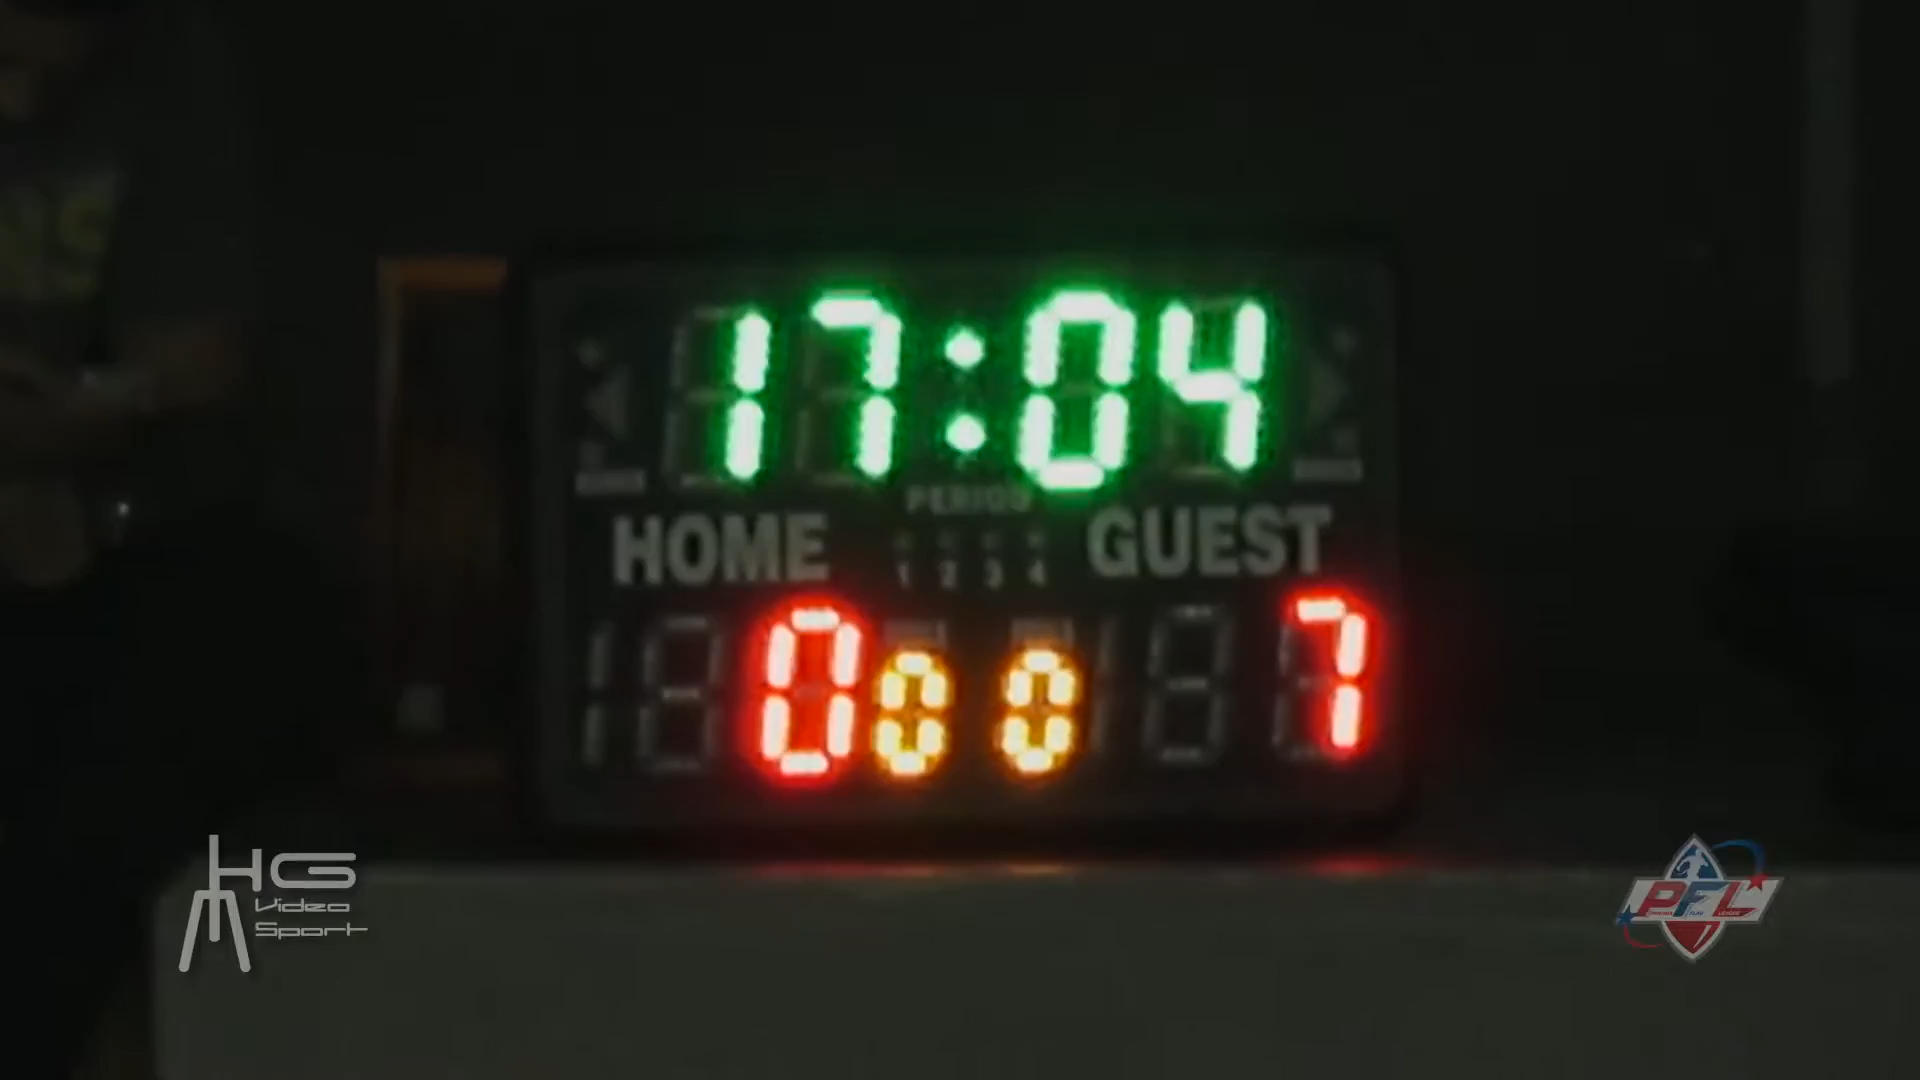 17:04
PERIOD
HOME
GUEST
1 2 3 4
0 0 0 7
HG
Video
Sport
PFL